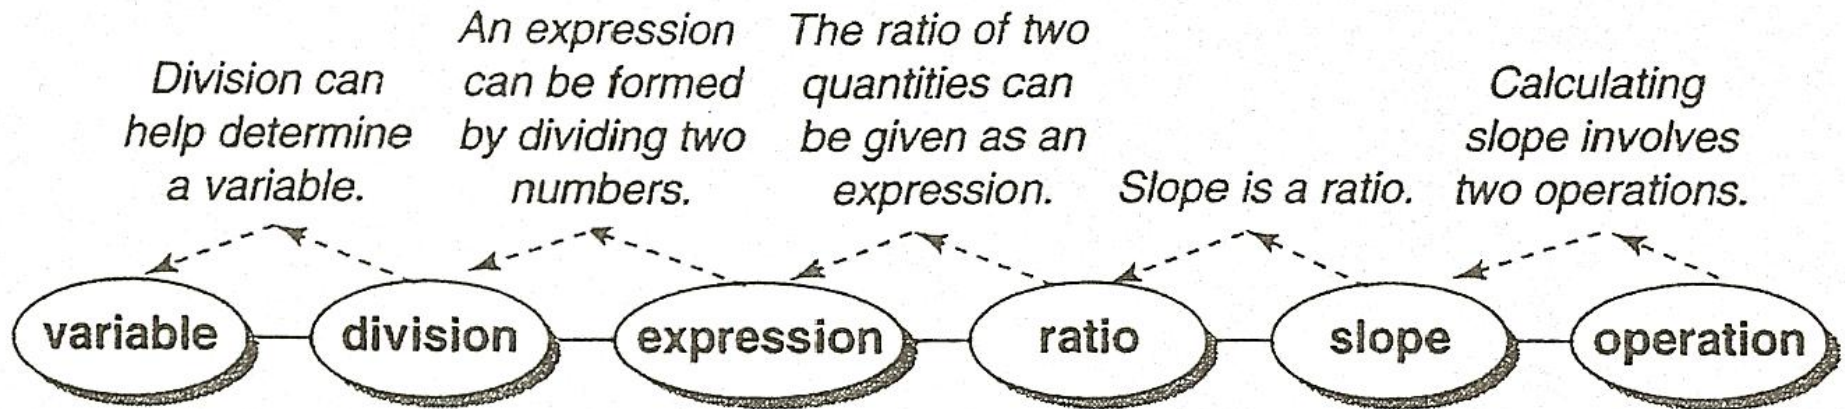 Division can
help determine
a variable.
An expression
can be formed
by dividing two
numbers.
The ratio of two
quantities can
be given as an
expression.
Slope is a ratio.
Calculating
slope involves
two operations.
variable
division
expression
ratio
slope
operation